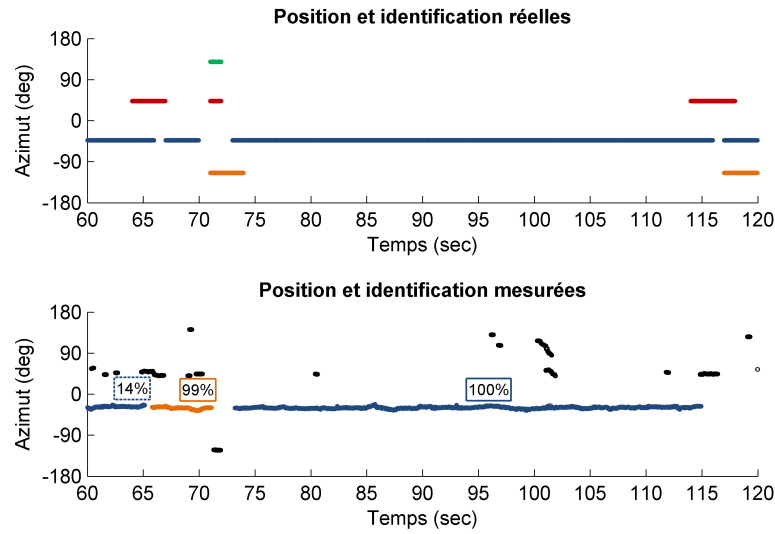 Position et identification réelles
180
90
0
-90
-180
Azimut (deg)
60 65 70 75 80 85 90 95 100 105 110 115 120
Temps (sec)
Position et identification mesurées
180
90
0
-90
-180
Azimut (deg)
14% 99% 100%
60 65 70 75 80 85 90 95 100 105 110 115 120
Temps (sec)